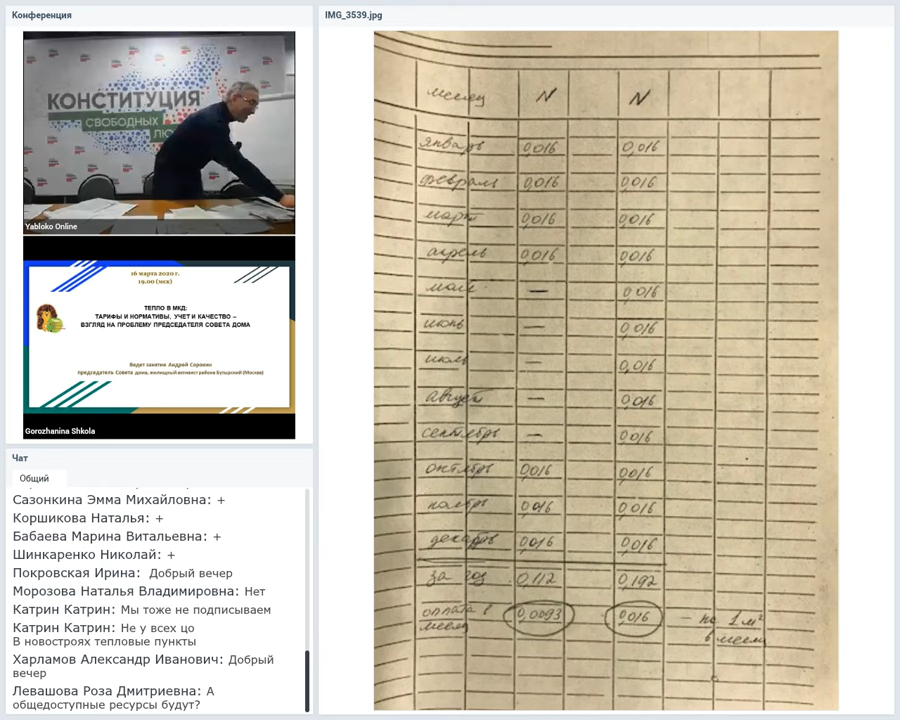 Конференция
КОНСТИТУЦИЯ
СВОБОДНЫХ
ЛЮ
Yabloko Online
16 марта 2020 г.
19.00 (мск)
ТЕПЛО В МКД:
ТАРИФЫ И НОРМАТИВЫ, УЧЕТ И КАЧЕСТВО –
ВЗГЛЯД НА ПРОБЛЕМУ ПРЕДСЕДАТЕЛЯ СОВЕТА ДОМА
Ведет занятия Андрей Сорокин
председатель Совета дома, жилищный активист района Бутырский (Москва)
Gorozhanina Shkola
Чат
Общий
Сазонкина Эмма Михайловна: +
Коршикова Наталья: +
Бабаева Марина Витальевна: +
Шинкаренко Николай: +
Покровская Ирина: Добрый вечер
Морозова Наталья Владимировна: Нет
Катрин Катрин: Мы тоже не подписываем
Катрин Катрин: Не у всех цо
В новострояx тепловые пункты
Харламов Александр Иванович: Добрый
вечер
Левашова Роза Дмитриевна: А
общедоступные ресурсы будут?
IMG_3539.jpg
месяц N N
январь 0,016 0,016
февраль 0,016 0,016
март 0,016 0,016
апрель 0,016 0,016
май — 0,016
июнь — 0,016
июль — 0,016
август — 0,016
сентябрь — 0,016
октябрь 0,016 0,016
ноябрь 0,016 0,016
декабрь 0,016 0,016
за год 0,112 0,192
оплата в
месяц 0,0093 0,016 — на 1 м²
в месяц